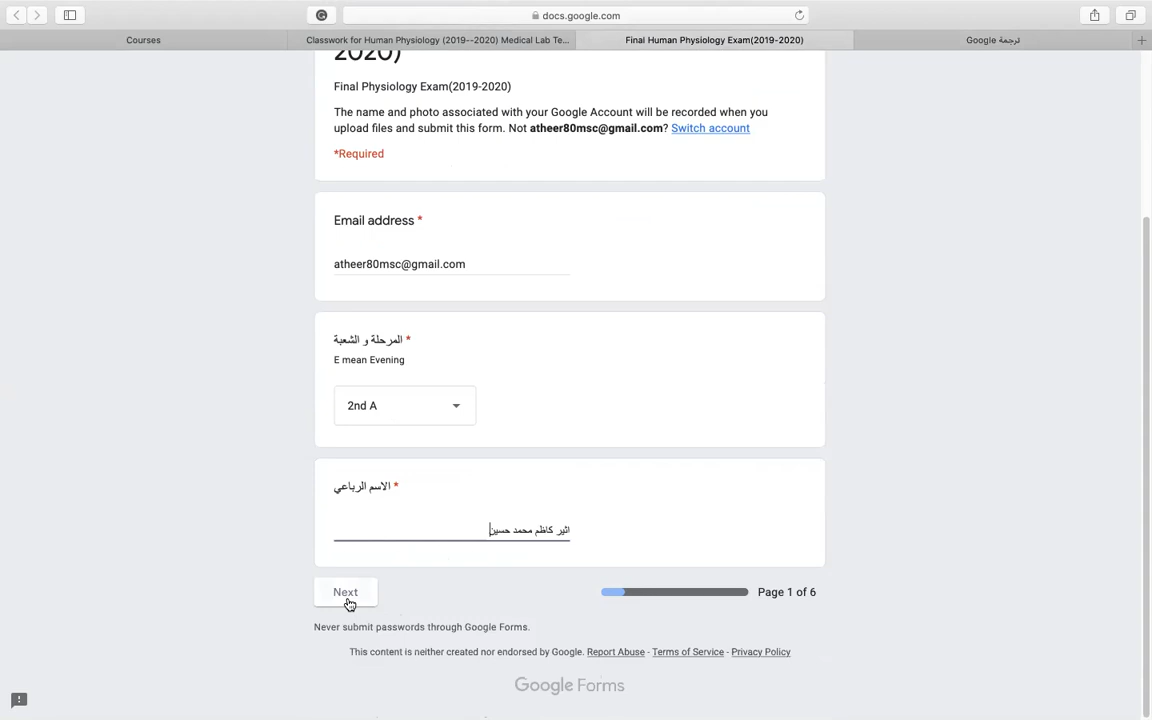 docs.google.com
Courses
Classwork for Human Physiology (2019--2020) Medical Lab Te...
Final Human Physiology Exam(2019-2020)
ترجمة Google
2020)
Final Physiology Exam(2019-2020)
The name and photo associated with your Google Account will be recorded when you
upload files and submit this form. Not atheer80msc@gmail.com? Switch account
*Required
Email address *
atheer80msc@gmail.com
المرحلة و الشعبة *
E mean Evening
2nd A
الاسم الرباعي *
اثير كاظم محمد حسين
Next
Page 1 of 6
Never submit passwords through Google Forms.
This content is neither created nor endorsed by Google. Report Abuse - Terms of Service - Privacy Policy
Google Forms